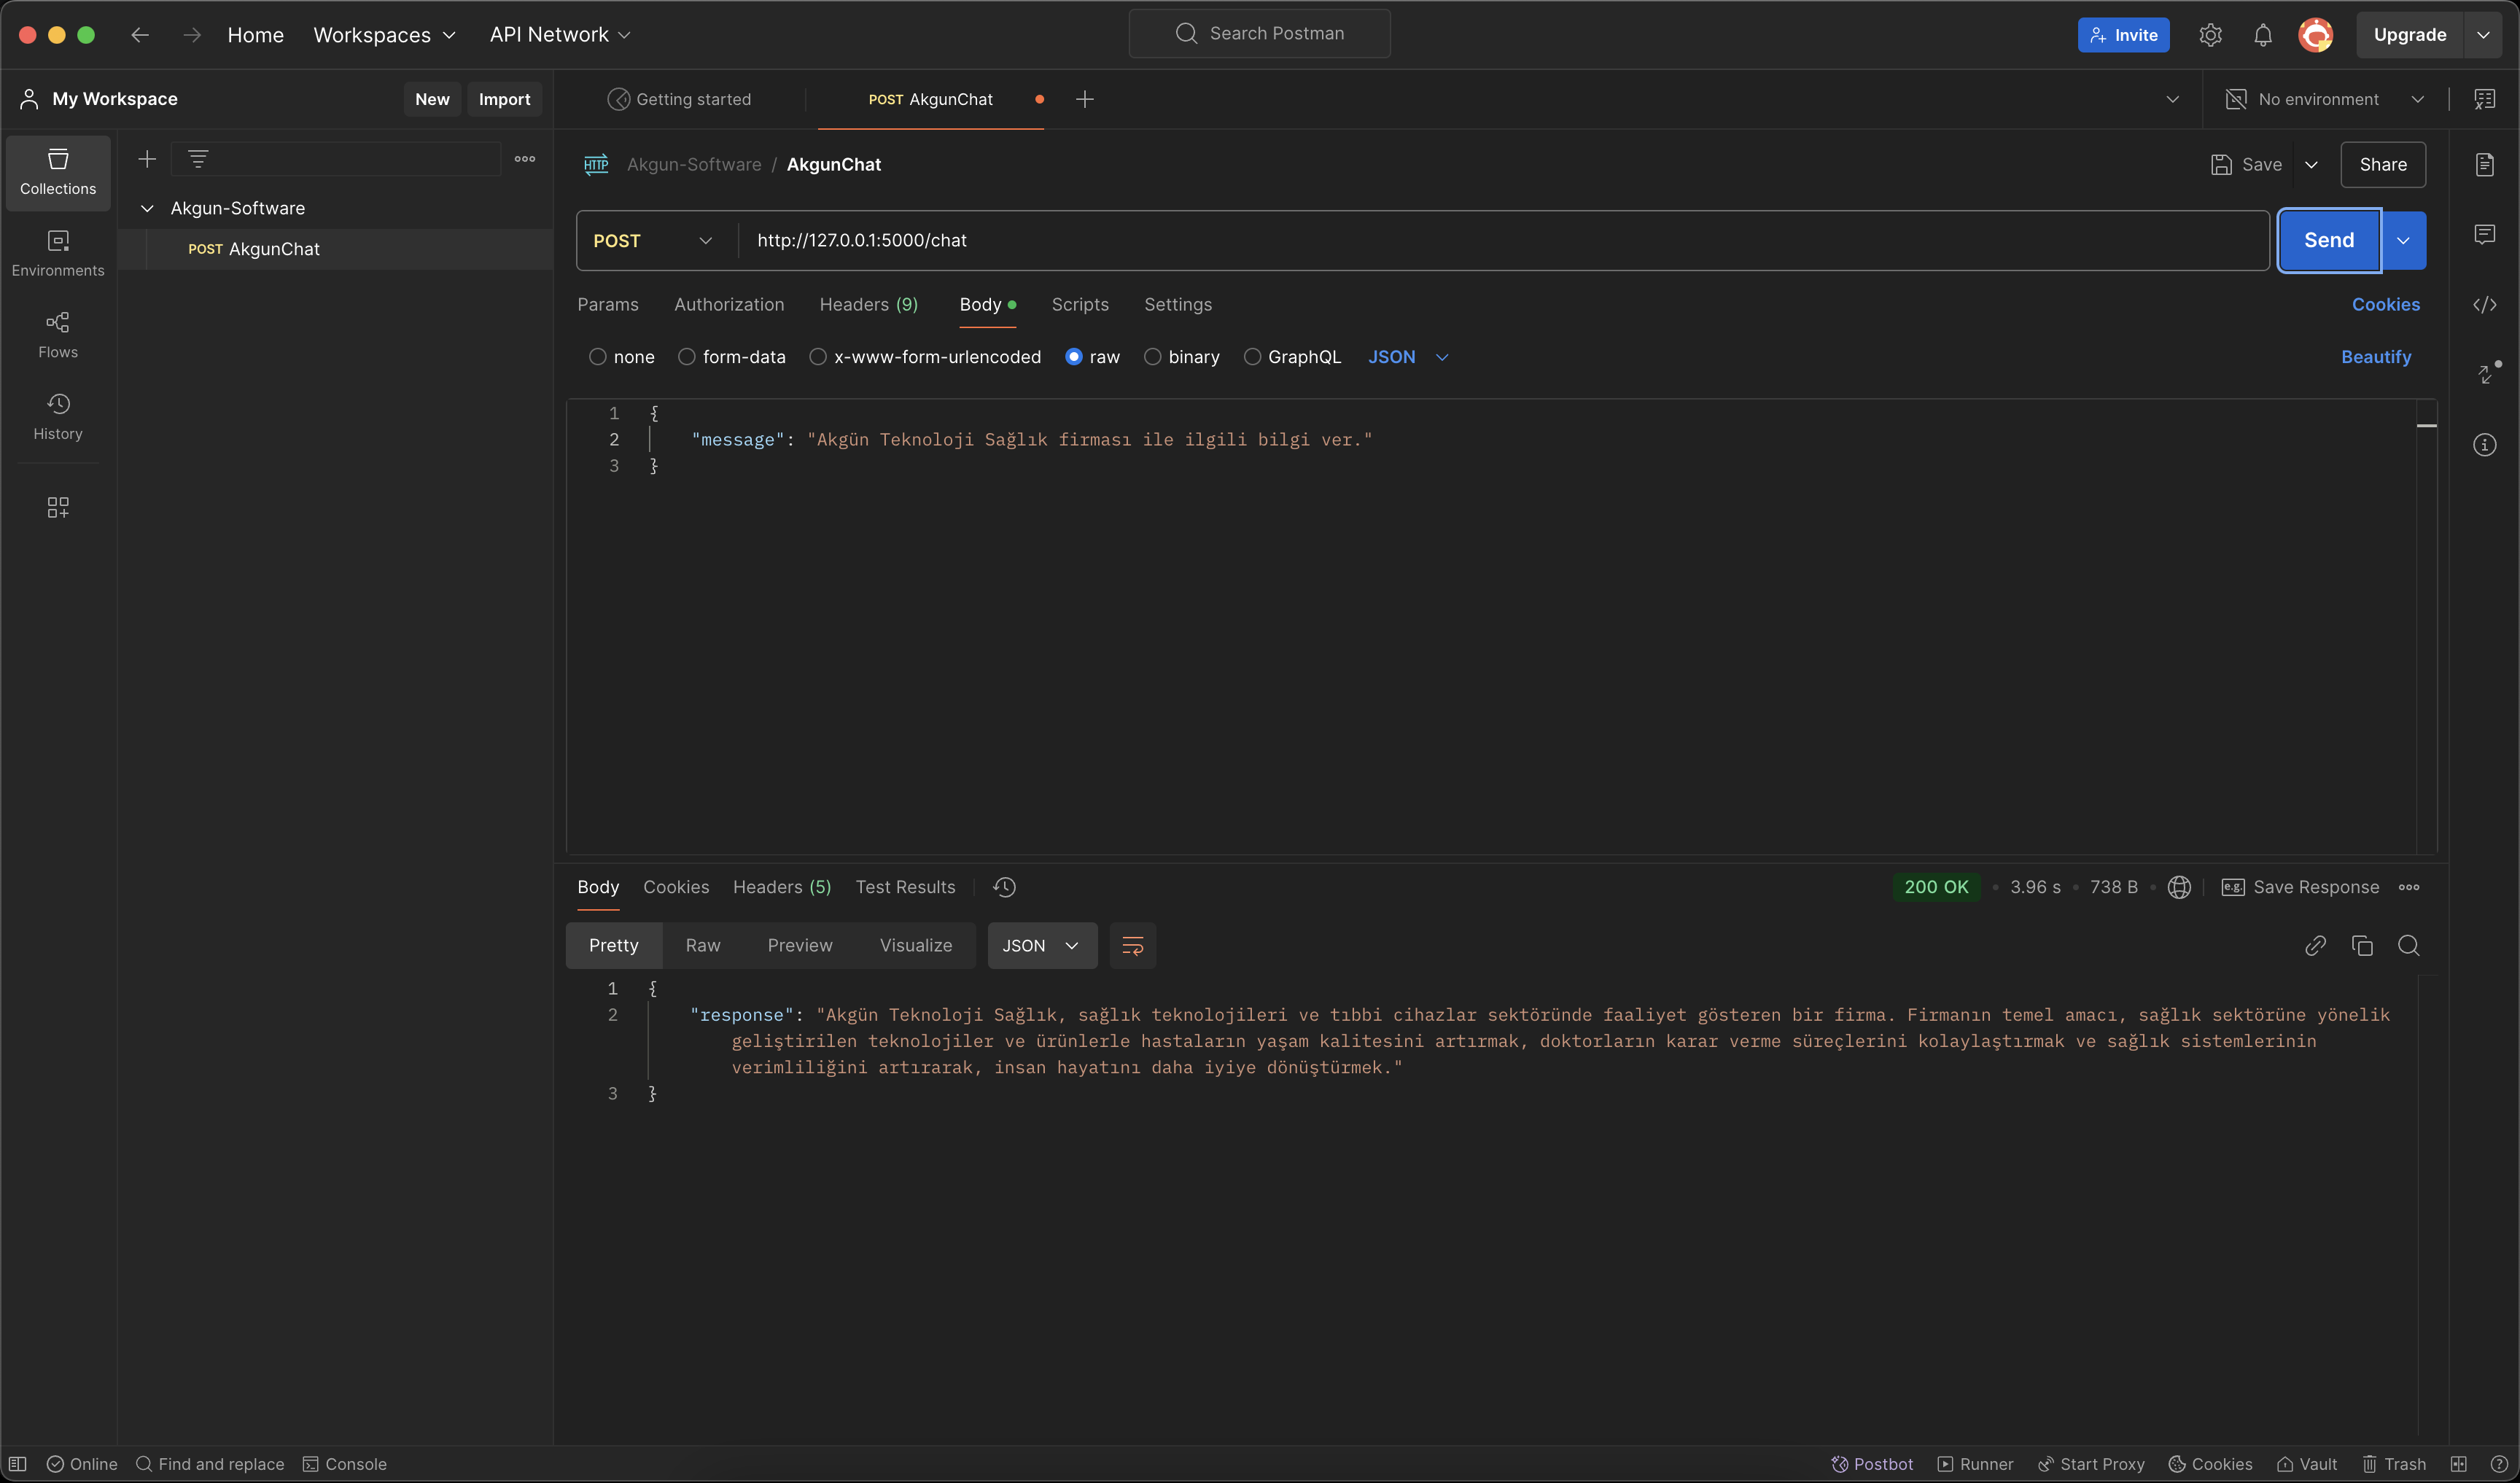 Home Workspaces API Network Search Postman Invite Upgrade
My Workspace New Import Getting started POST AkgunChat No environment
Collections
Environments
Flows
History
Akgun-Software
POST AkgunChat
HTTP Akgun-Software / AkgunChat Save Share
POST http://127.0.0.1:5000/chat Send
Params Authorization Headers (9) Body Scripts Settings Cookies
none form-data x-www-form-urlencoded raw binary GraphQL JSON Beautify
1 {
2 "message": "Akgün Teknoloji Sağlık firması ile ilgili bilgi ver."
3 }
Body Cookies Headers (5) Test Results 200 OK 3.96 s 738 B e.g. Save Response
Pretty Raw Preview Visualize JSON
1 {
2 "response": "Akgün Teknoloji Sağlık, sağlık teknolojileri ve tıbbi cihazlar sektöründe faaliyet gösteren bir firma. Firmanın temel amacı, sağlık sektörüne yönelik
geliştirilen teknolojiler ve ürünlerle hastaların yaşam kalitesini artırmak, doktorların karar verme süreçlerini kolaylaştırmak ve sağlık sistemlerinin
verimliliğini artırarak, insan hayatını daha iyiye dönüştürmek."
3 }
Online Find and replace Console Postbot Runner Start Proxy Cookies Vault Trash